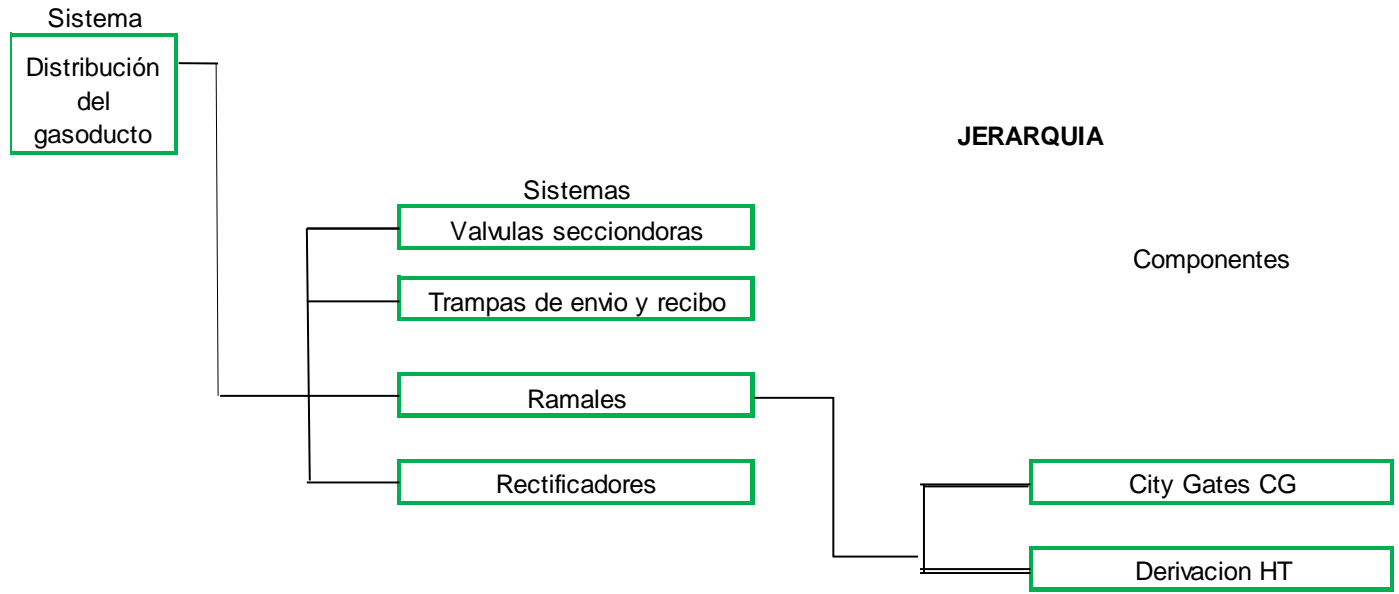 Sistema
Distribución
del
gasoducto
JERARQUIA
Sistemas
Valvulas secciondoras
Componentes
Trampas de envio y recibo
Ramales
Rectificadores
City Gates CG
Derivacion HT